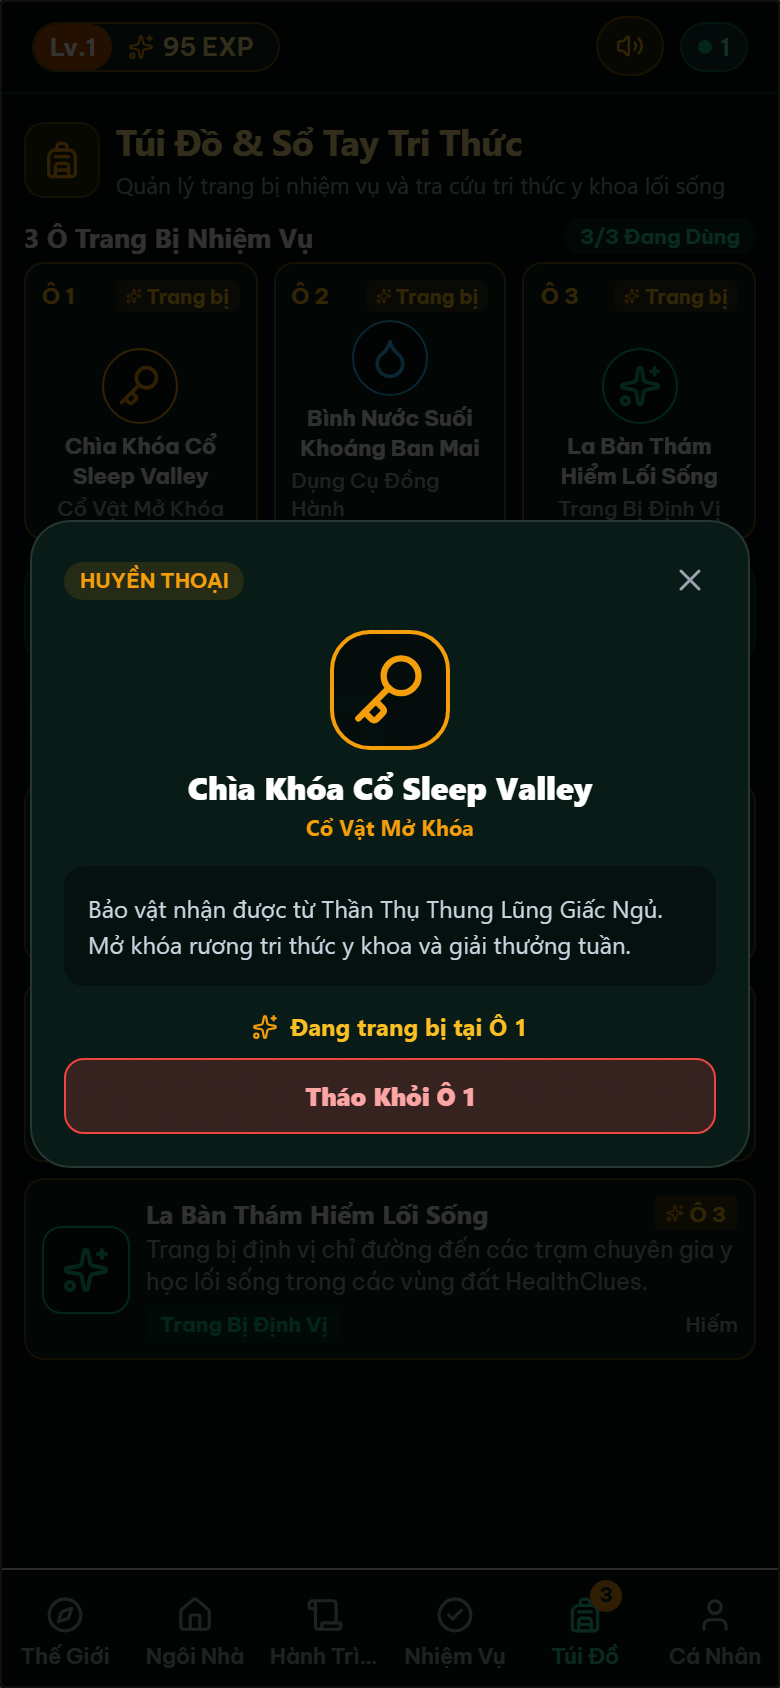 Lv.1 95 EXP 1
Túi Đồ & Sổ Tay Tri Thức
Quản lý trang bị nhiệm vụ và tra cứu tri thức y khoa lối sống
3 Ô Trang Bị Nhiệm Vụ 3/3 Đang Dùng
Ô 1 Trang bị
Chìa Khóa Cổ
Sleep Valley
Cổ Vật Mở Khóa
Ô 2 Trang bị
Bình Nước Suối
Khoáng Ban Mai
Dụng Cụ Đồng
Hành
Ô 3 Trang bị
La Bàn Thám
Hiểm Lối Sống
Trang Bị Định Vị
HUYỀN THOẠI
Chìa Khóa Cổ Sleep Valley
Cổ Vật Mở Khóa
Bảo vật nhận được từ Thần Thụ Thung Lũng Giấc Ngủ.
Mở khóa rương tri thức y khoa và giải thưởng tuần.
Đang trang bị tại Ô 1
Tháo Khỏi Ô 1
La Bàn Thám Hiểm Lối Sống Ô 3
Trang bị định vị chỉ đường đến các trạm chuyên gia y
học lối sống trong các vùng đất HealthClues.
Trang Bị Định Vị Hiếm
3
Thế Giới Ngôi Nhà Hành Trì... Nhiệm Vụ Túi Đồ Cá Nhân